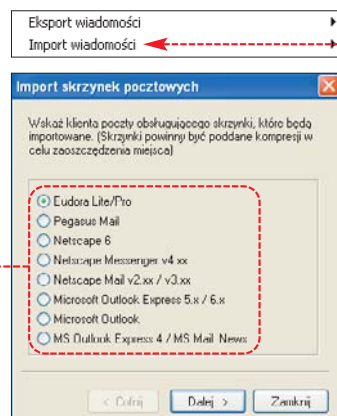 Eksport wiadomości
Import wiadomości
Import skrzynek pocztowych
Wskaż klienta poczty obsługującego skrzynki, które będą
importowane. (Skrzynki powinny być poddane kompresji w
celu zaoszczędzenia miejsca)
Eudora Lite/Pro
Pegasus Mail
Netscape 6
Netscape Messenger v4.xx
Netscape Mail v2.xx / v3.xx
Microsoft Outlook Express 5.x / 6.x
Microsoft Outlook
MS Outlook Express 4 / MS Mail News
< Cofnij
Dalej >
Zamknij